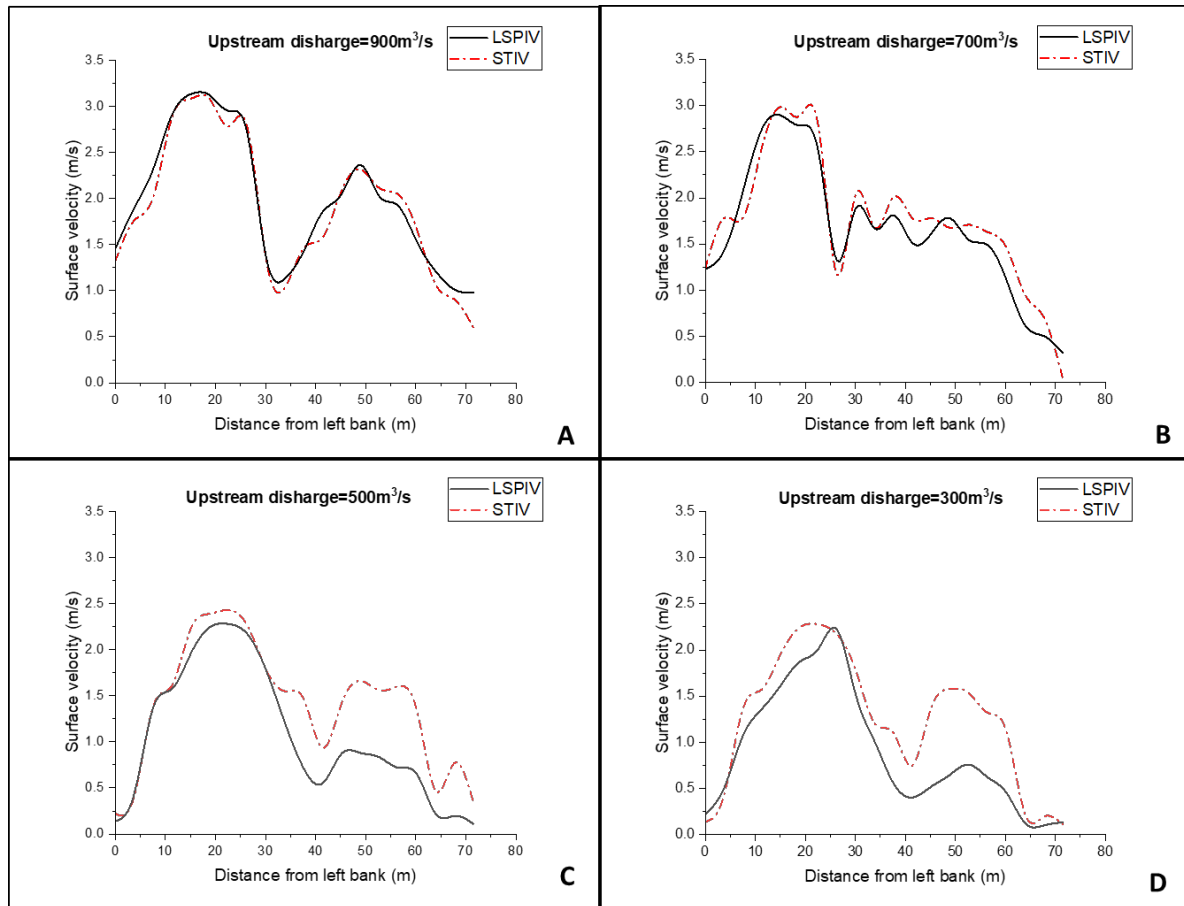 Upstream disharge=900m³/s
LSPIV
STIV
Surface velocity (m/s)
3.5
3.0
2.5
2.0
1.5
1.0
0.5
0.0
0 10 20 30 40 50 60 70 80
Distance from left bank (m)
A
Upstream disharge=700m³/s
LSPIV
STIV
Surface velocity (m/s)
3.5
3.0
2.5
2.0
1.5
1.0
0.5
0.0
0 10 20 30 40 50 60 70 80
Distance from left bank (m)
B
Upstream disharge=500m³/s
LSPIV
STIV
Surface velocity (m/s)
3.5
3.0
2.5
2.0
1.5
1.0
0.5
0.0
0 10 20 30 40 50 60 70 80
Distance from left bank (m)
C
Upstream disharge=300m³/s
LSPIV
STIV
Surface velocity (m/s)
3.5
3.0
2.5
2.0
1.5
1.0
0.5
0.0
0 10 20 30 40 50 60 70 80
Distance from left bank (m)
D